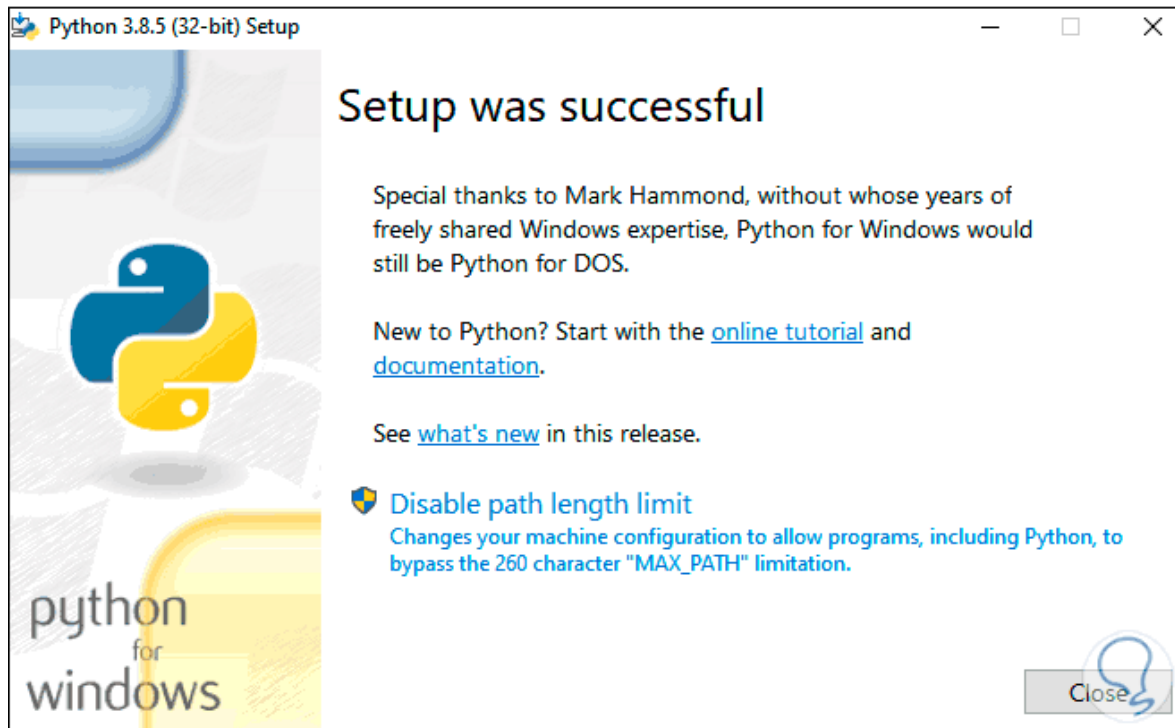 Python 3.8.5 (32-bit) Setup
Setup was successful
Special thanks to Mark Hammond, without whose years of
freely shared Windows expertise, Python for Windows would
still be Python for DOS.
New to Python? Start with the online tutorial and
documentation.
See what's new in this release.
Disable path length limit
Changes your machine configuration to allow programs, including Python, to
bypass the 260 character "MAX_PATH" limitation.
python
for
windows
Close